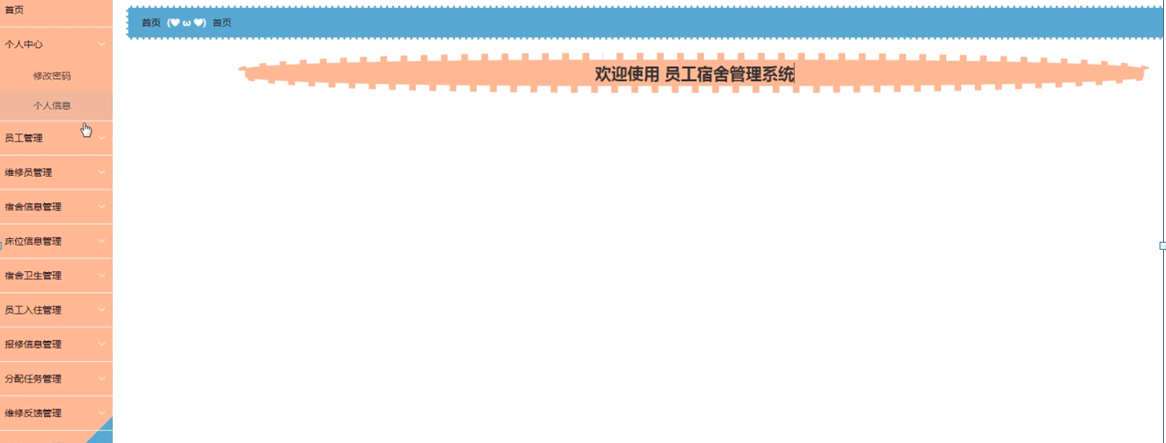 首页
个人中心
修改密码
个人信息
员工管理
维修员管理
宿舍信息管理
床位信息管理
宿舍卫生管理
员工入住管理
报修信息管理
分配任务管理
维修反馈管理
首页 (♥ ω ♥) 首页
欢迎使用 员工宿舍管理系统